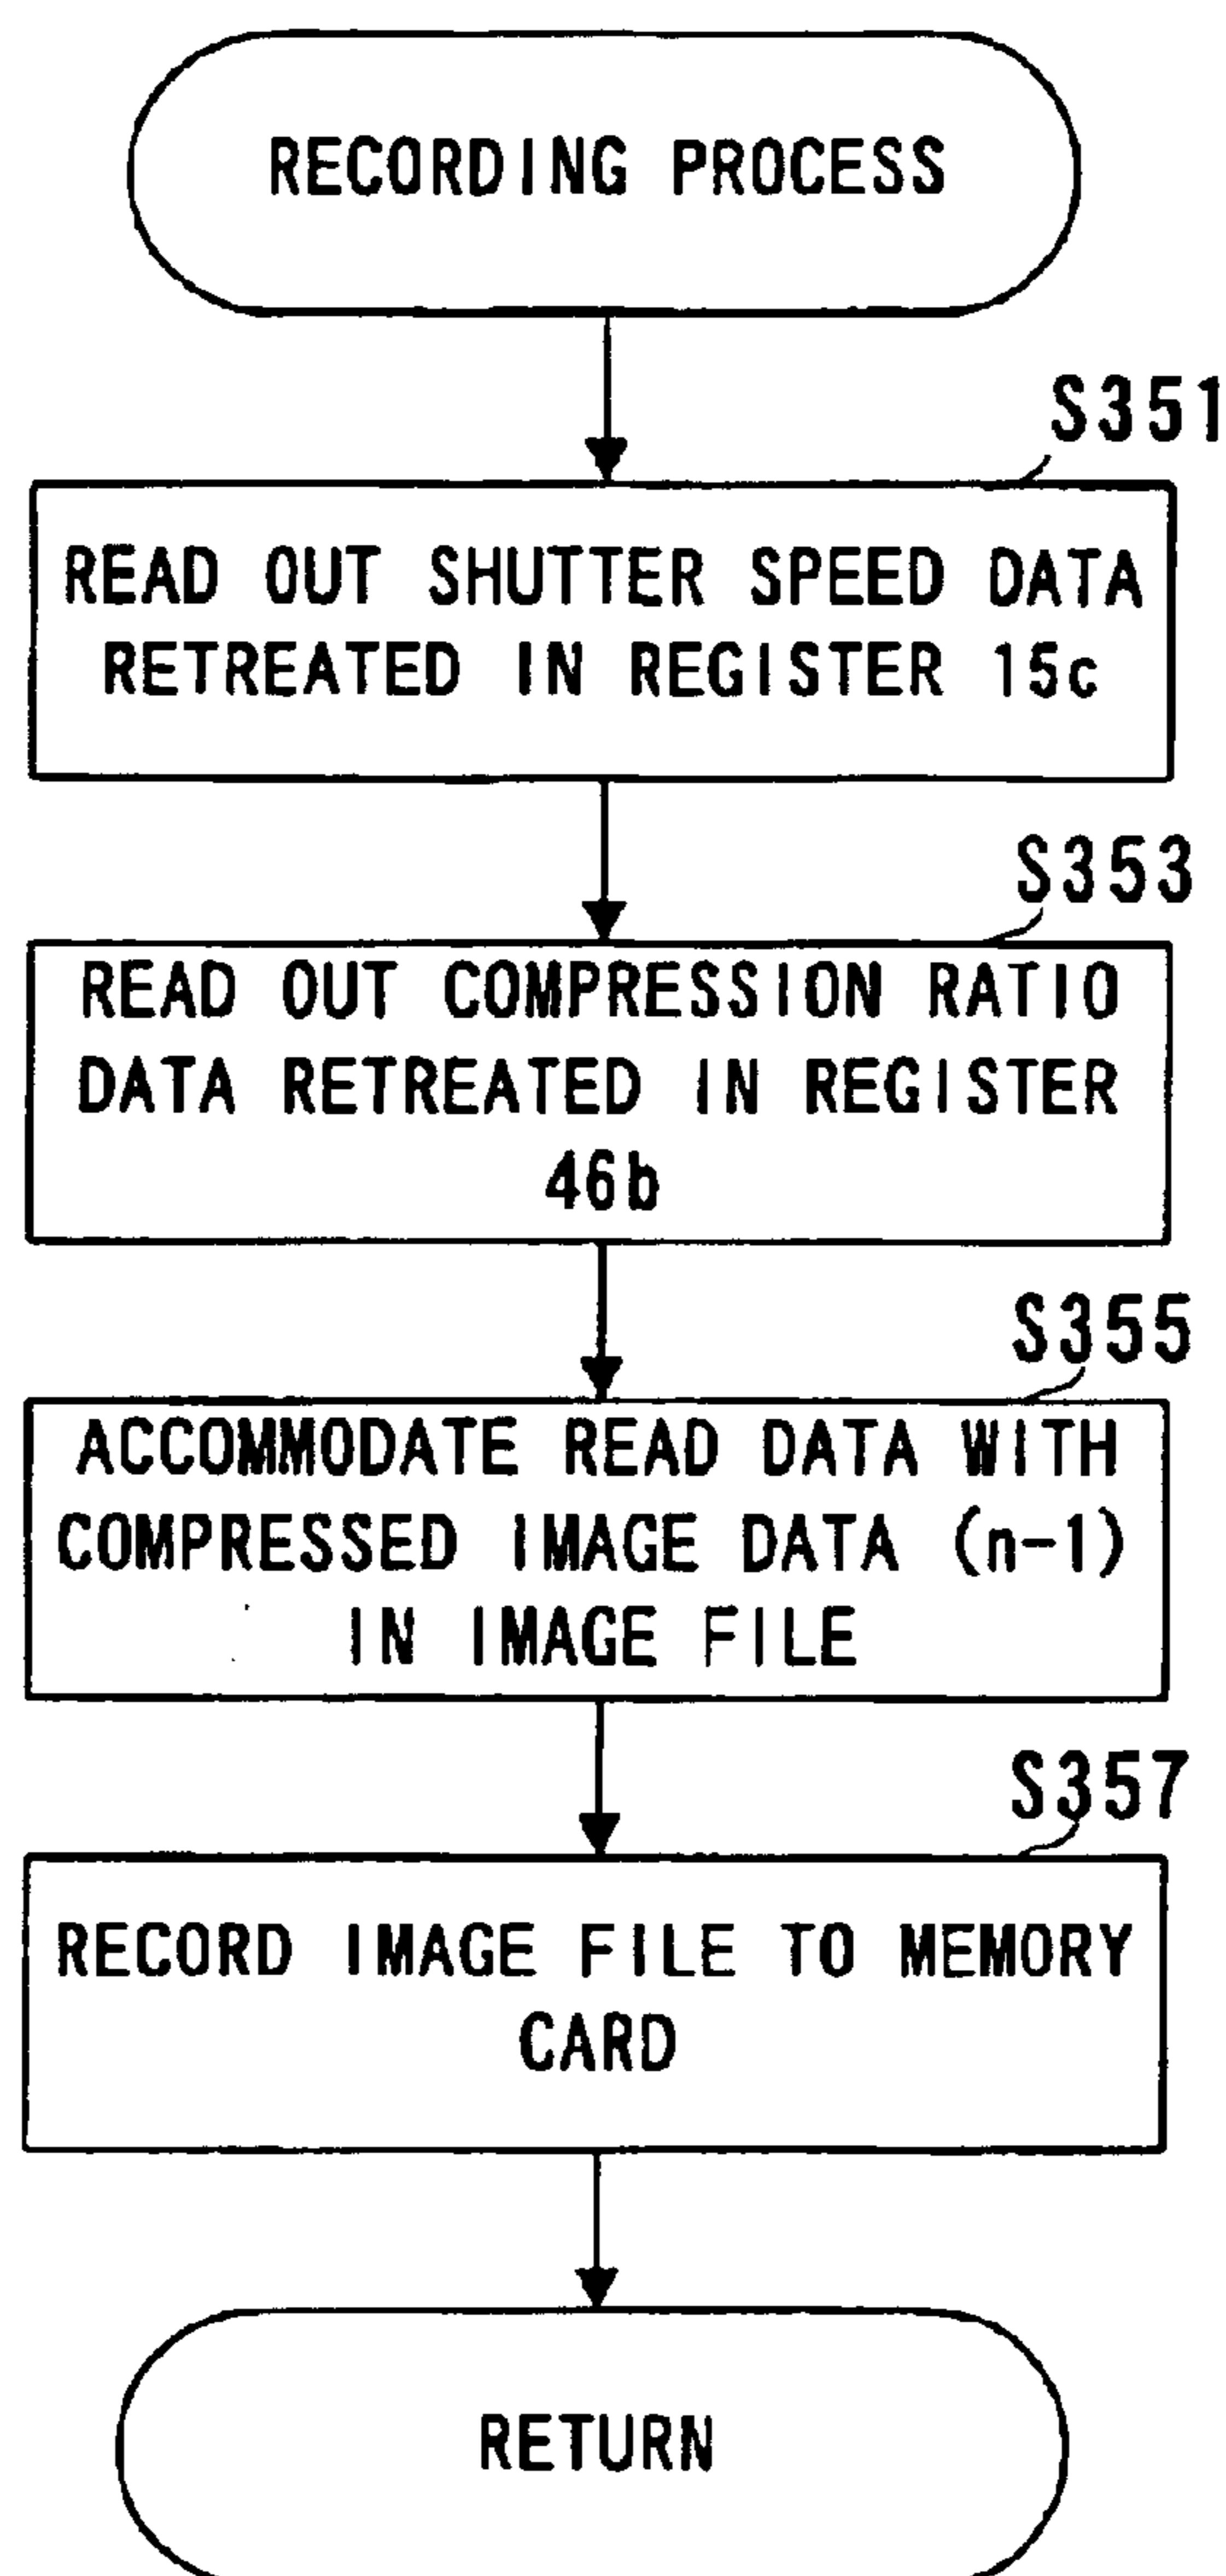 RECORDING PROCESS
S351
READ OUT SHUTTER SPEED DATA
RETREATED IN REGISTER 15c
S353
READ OUT COMPRESSION RATIO
DATA RETREATED IN REGISTER
46b
S355
ACCOMMODATE READ DATA WITH
COMPRESSED IMAGE DATA (n-1)
IN IMAGE FILE
S357
RECORD IMAGE FILE TO MEMORY
CARD
RETURN